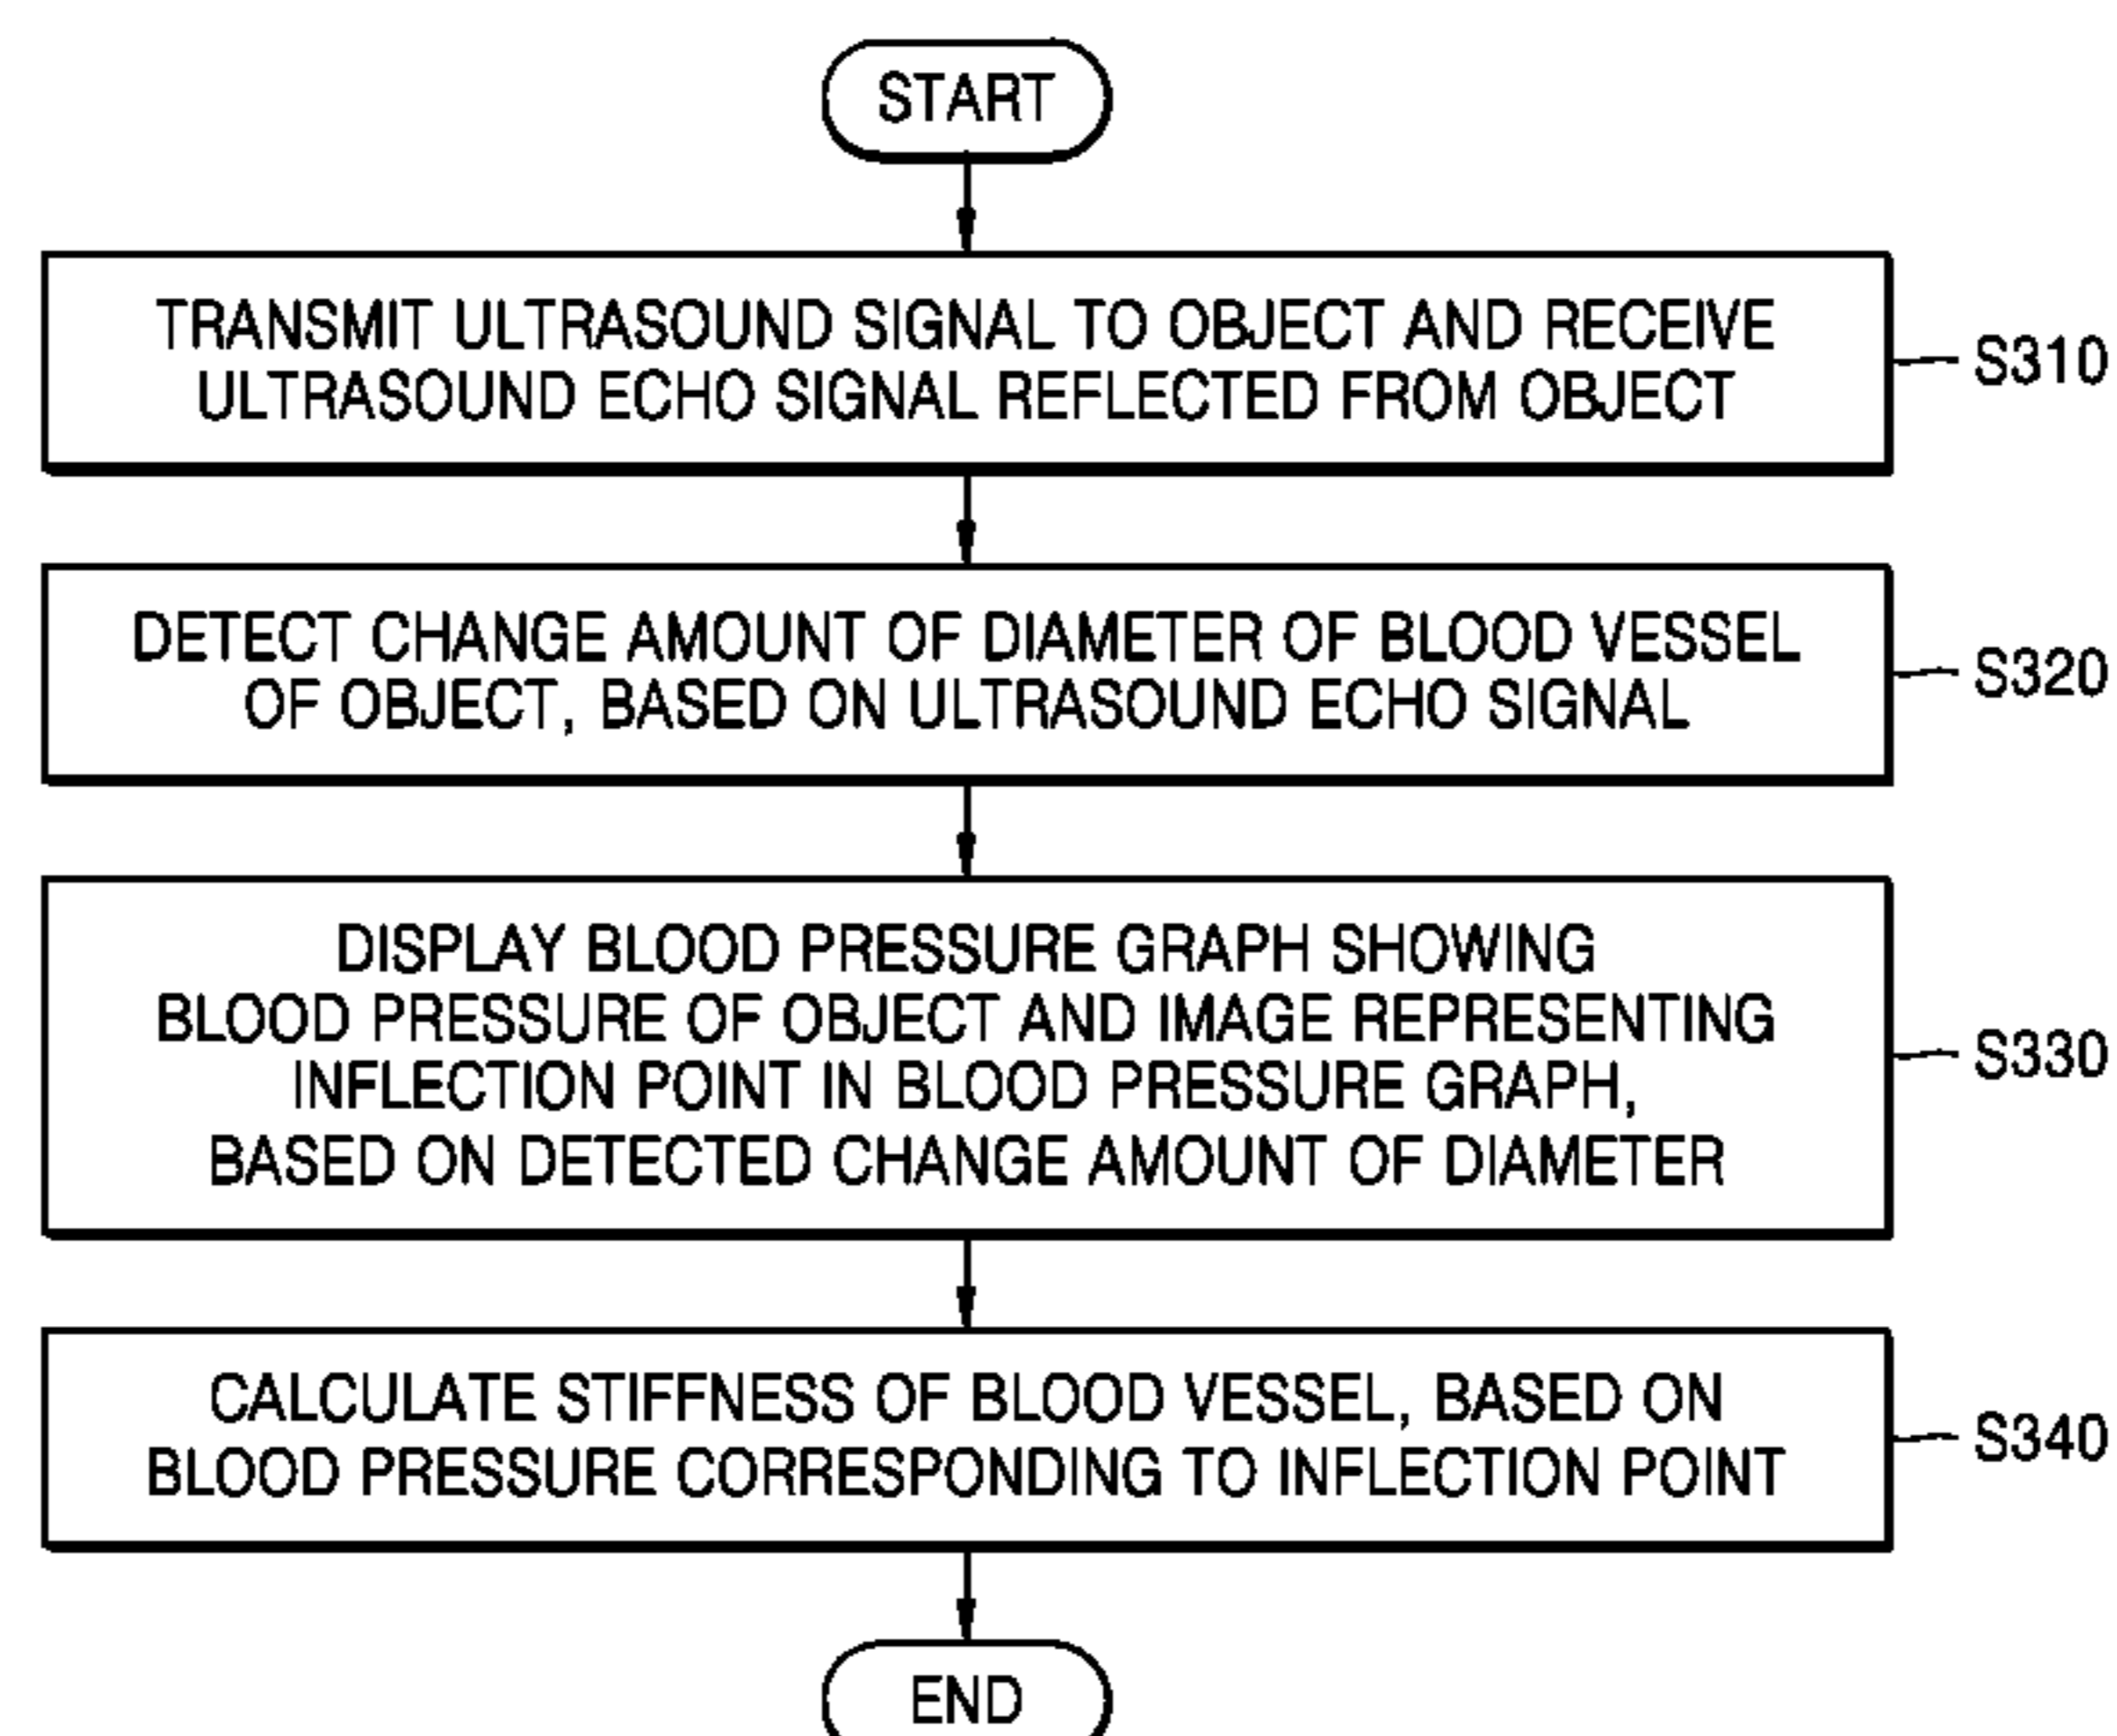 START
TRANSMIT ULTRASOUND SIGNAL TO OBJECT AND RECEIVE
ULTRASOUND ECHO SIGNAL REFLECTED FROM OBJECT
S310
DETECT CHANGE AMOUNT OF DIAMETER OF BLOOD VESSEL
OF OBJECT, BASED ON ULTRASOUND ECHO SIGNAL
S320
DISPLAY BLOOD PRESSURE GRAPH SHOWING
BLOOD PRESSURE OF OBJECT AND IMAGE REPRESENTING
INFLECTION POINT IN BLOOD PRESSURE GRAPH,
BASED ON DETECTED CHANGE AMOUNT OF DIAMETER
S330
CALCULATE STIFFNESS OF BLOOD VESSEL, BASED ON
BLOOD PRESSURE CORRESPONDING TO INFLECTION POINT
S340
END